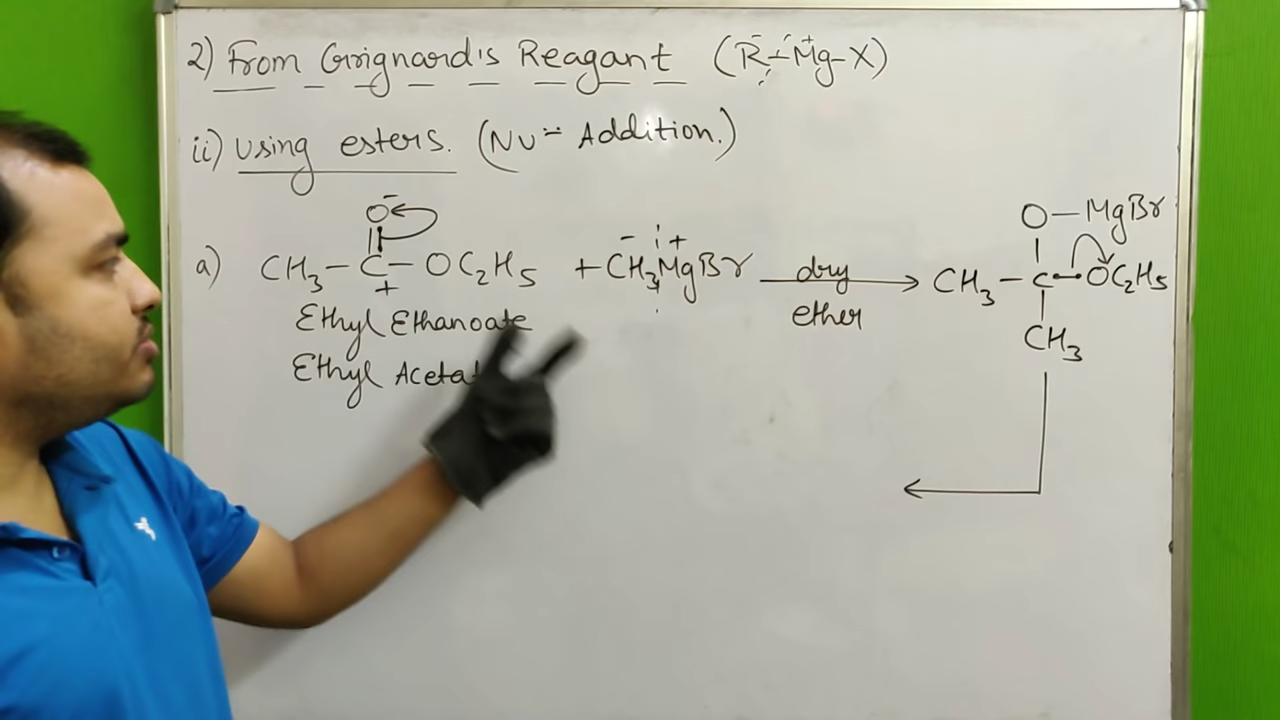 2) From Grignard's Reagant (R⁻-Mg⁺-X)
ii) Using esters. (Nu⁻ Addition.)
O⁻
O-MgBr
a) CH₃-C-OC₂H₅ + CH₃MgBr dry ether CH₃-C-OC₂H₅
+
- +
Ethyl Ethanoate
CH₃
Ethyl